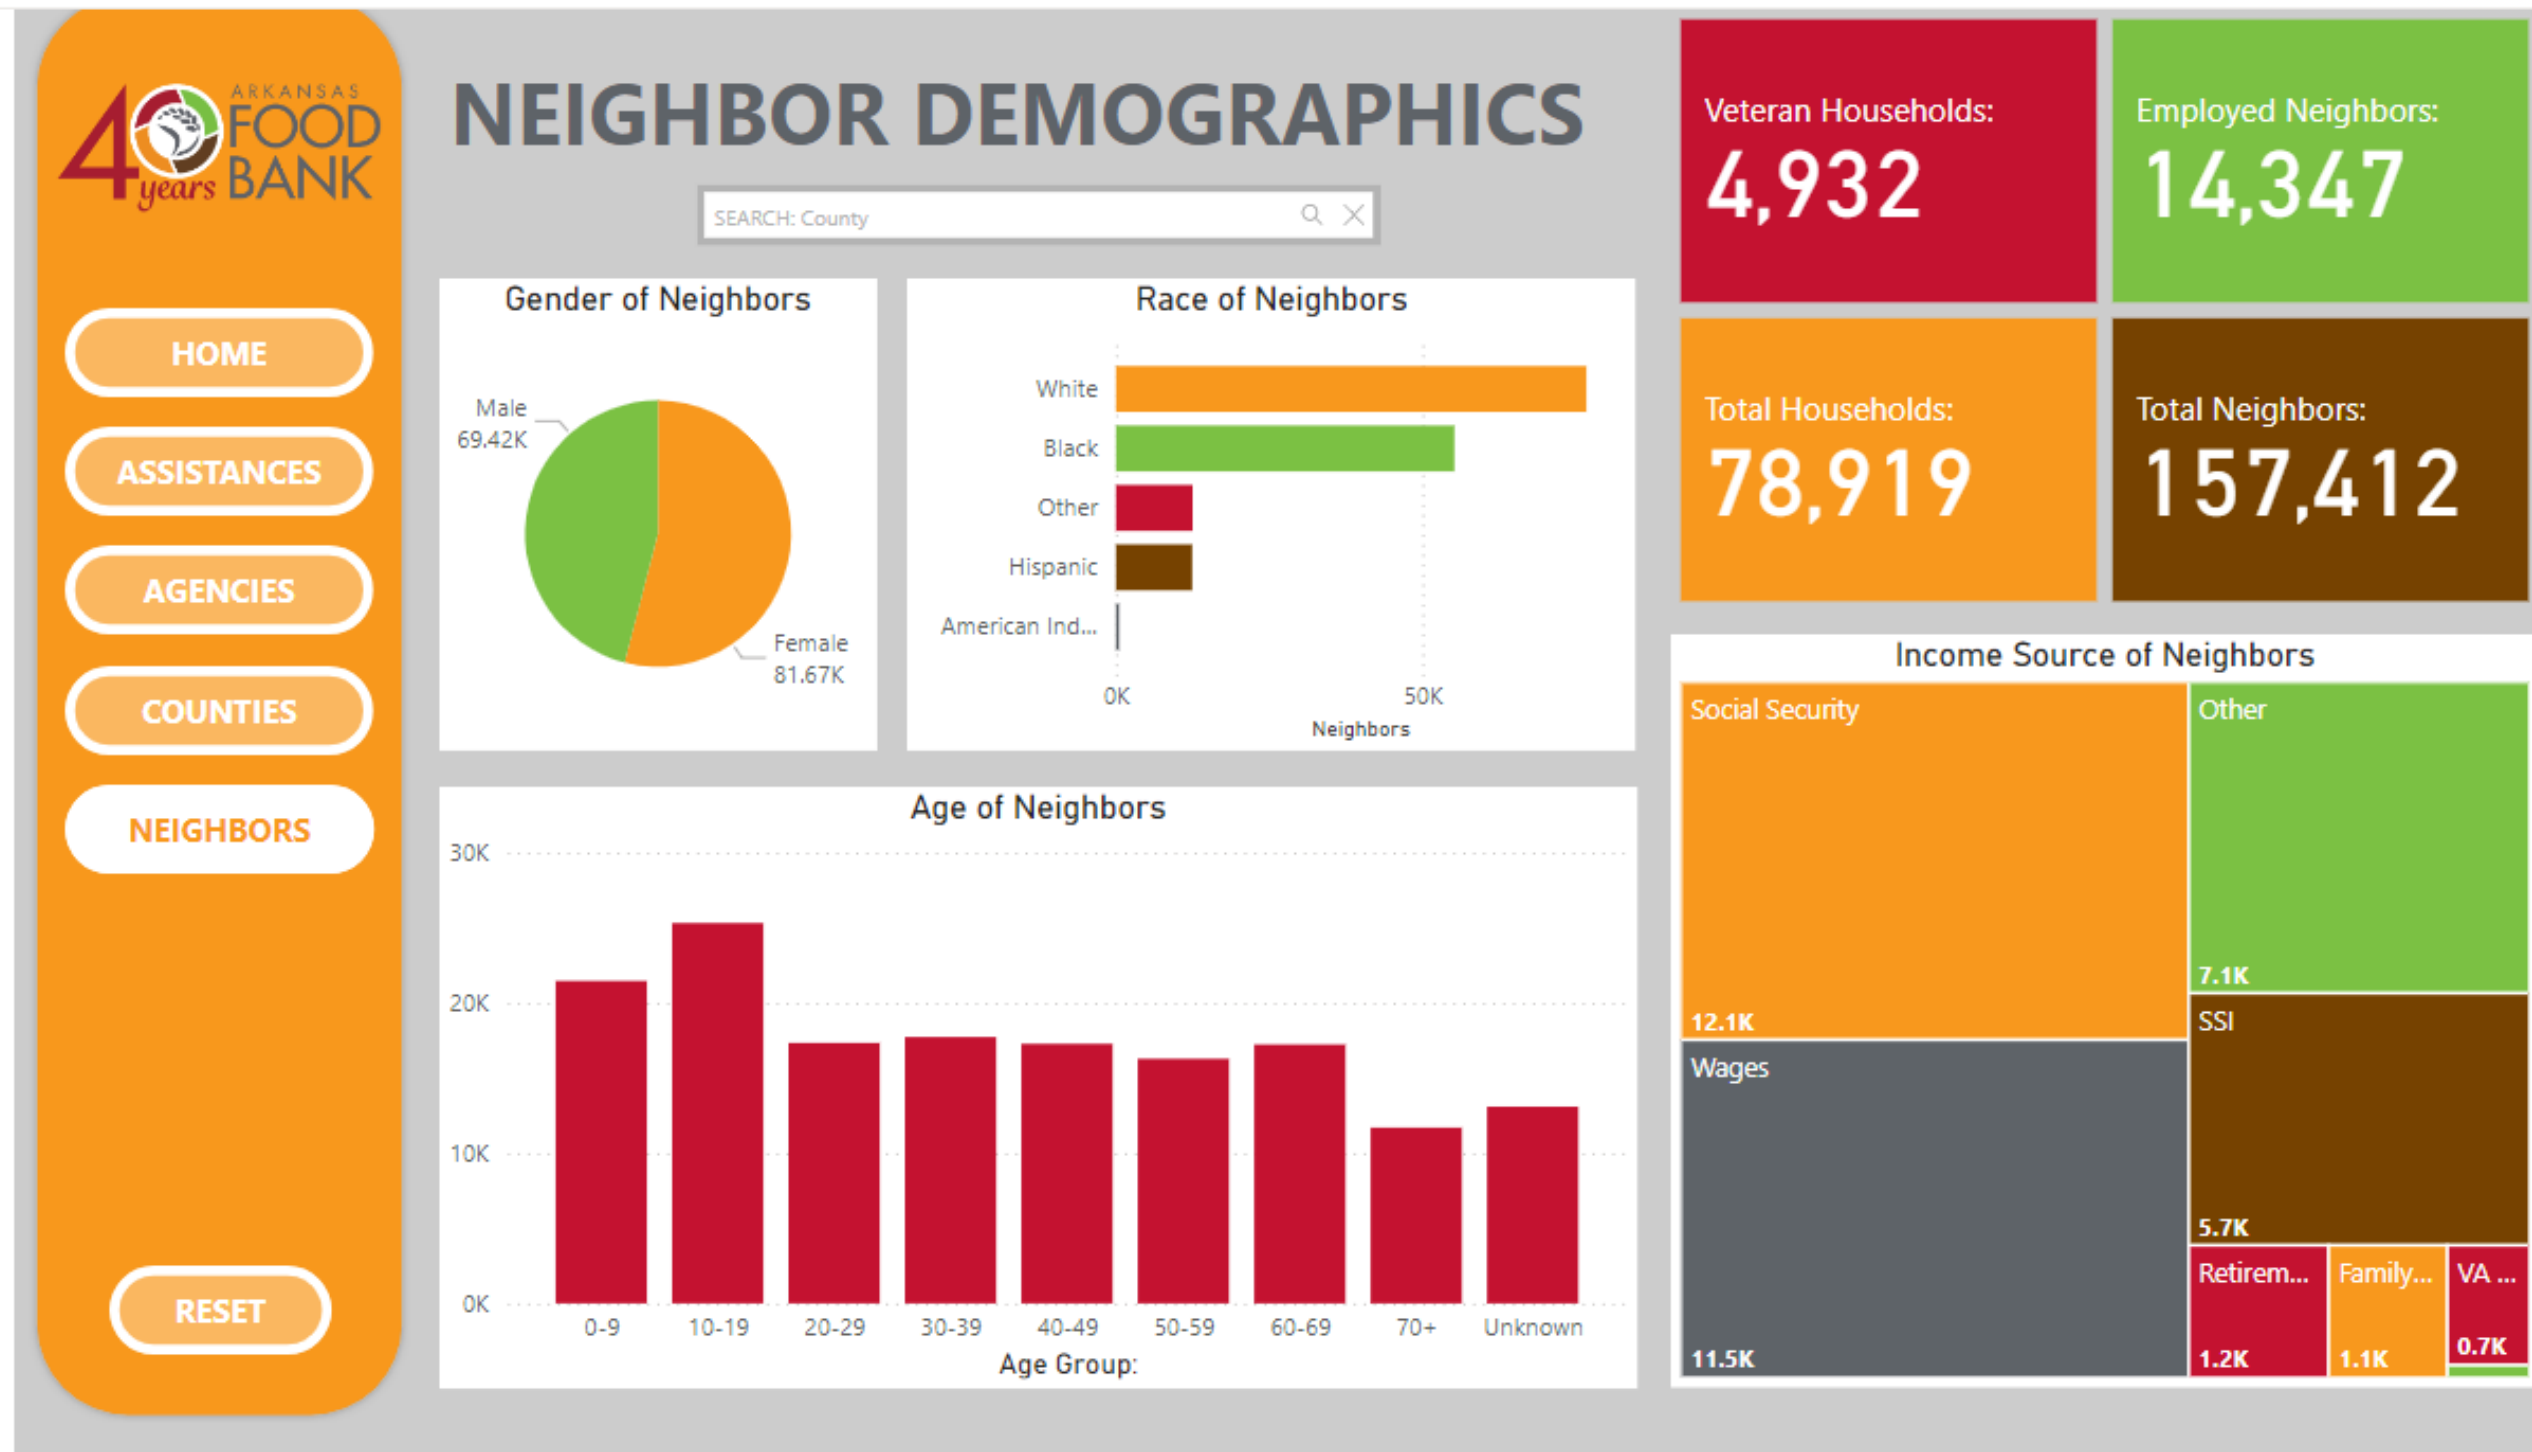 ARKANSAS
40 FOOD
years BANK
HOME
ASSISTANCES
AGENCIES
COUNTIES
NEIGHBORS
RESET
NEIGHBOR DEMOGRAPHICS
SEARCH: County
Gender of Neighbors
Male
69.42K
Female
81.67K
Race of Neighbors
White
Black
Other
Hispanic
American Ind...
0K 50K
Neighbors
Age of Neighbors
30K
20K
10K
0K
0-9 10-19 20-29 30-39 40-49 50-59 60-69 70+ Unknown
Age Group:
Veteran Households:
4,932
Employed Neighbors:
14,347
Total Households:
78,919
Total Neighbors:
157,412
Income Source of Neighbors
Social Security
12.1K
Wages
11.5K
Other
7.1K
SSI
5.7K
Retirem...
1.2K
Family...
1.1K
VA ...
0.7K